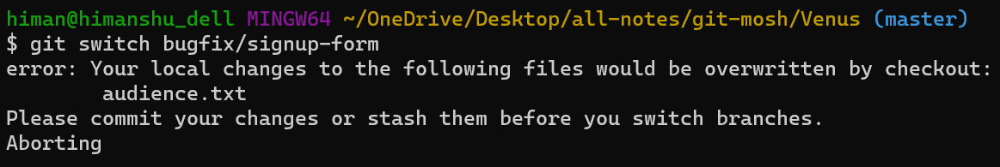 himan@himanshu_dell MINGW64 ~/OneDrive/Desktop/all-notes/git-mosh/Venus (master)
$ git switch bugfix/signup-form
error: Your local changes to the following files would be overwritten by checkout:
        audience.txt
Please commit your changes or stash them before you switch branches.
Aborting